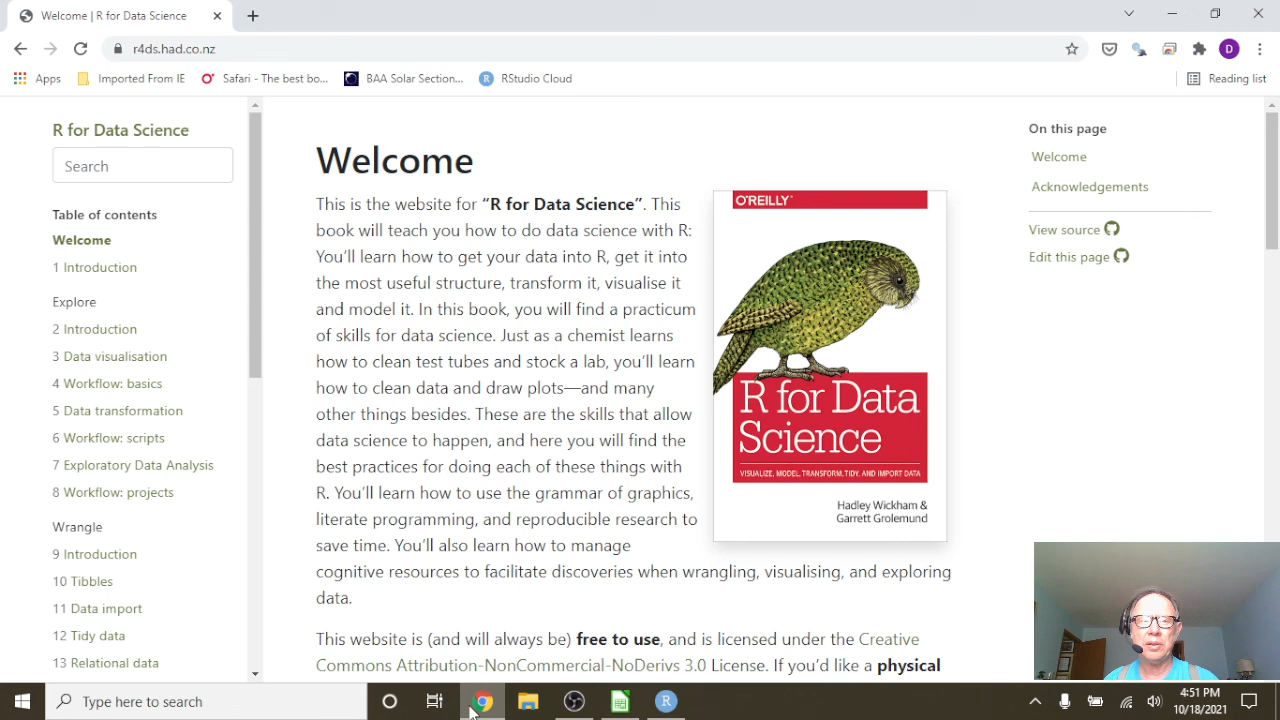 Welcome | R for Data Science
r4ds.had.co.nz
D
Apps
Imported From IE
Safari - The best bo...
BAA Solar Section...
RStudio Cloud
Reading list
R for Data Science
Search
Table of contents
Welcome
1 Introduction
Explore
2 Introduction
3 Data visualisation
4 Workflow: basics
5 Data transformation
6 Workflow: scripts
7 Exploratory Data Analysis
8 Workflow: projects
Wrangle
9 Introduction
10 Tibbles
11 Data import
12 Tidy data
13 Relational data
Welcome
This is the website for “R for Data Science”. This
book will teach you how to do data science with R:
You’ll learn how to get your data into R, get it into
the most useful structure, transform it, visualise it
and model it. In this book, you will find a practicum
of skills for data science. Just as a chemist learns
how to clean test tubes and stock a lab, you’ll learn
how to clean data and draw plots—and many
other things besides. These are the skills that allow
data science to happen, and here you will find the
best practices for doing each of these things with
R. You’ll learn how to use the grammar of graphics,
literate programming, and reproducible research to
save time. You’ll also learn how to manage
cognitive resources to facilitate discoveries when wrangling, visualising, and exploring
data.
This website is (and will always be) free to use, and is licensed under the Creative
Commons Attribution-NonCommercial-NoDerivs 3.0 License. If you’d like a physical
O'REILLY
R for Data
Science
VISUALIZE, MODEL, TRANSFORM, TIDY, AND IMPORT DATA
Hadley Wickham &
Garrett Grolemund
On this page
Welcome
Acknowledgements
View source
Edit this page
Type here to search
R
4:51 PM
10/18/2021